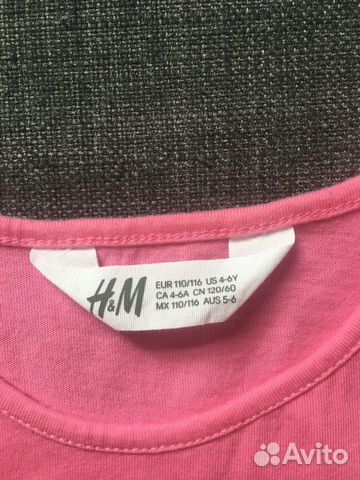 H&M
EUR 110/116 US 4-6Y
CA 4-6A CN 120/60
MX 110/116 AUS 5-6
Avito